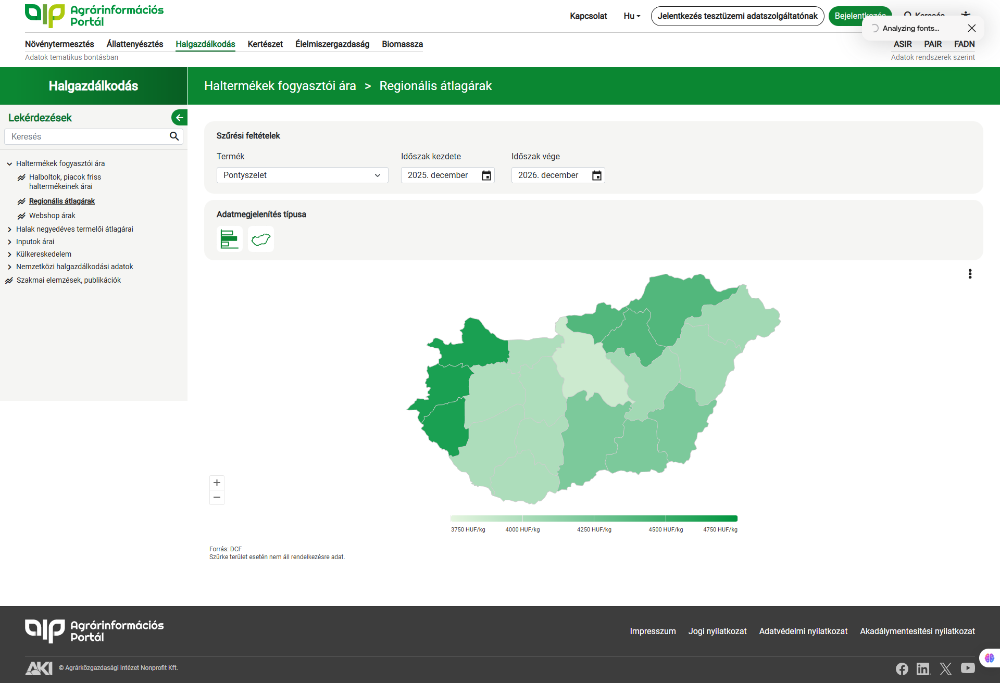 Agrárinformációs
Portál
Kapcsolat
Hu
Jelentkezés tesztüzemi adatszolgáltatónak
Bejelentkezés
Keresés
Analyzing fonts...
Növénytermesztés
Állattenyésztés
Halgazdálkodás
Kertészet
Élelmiszergazdaság
Biomassza
ASIR
PAIR
FADN
Adatok tematikus bontásban
Adatok rendszerek szerint
Halgazdálkodás
Haltermékek fogyasztói ára > Regionális átlagárak
Lekérdezések
Keresés
Haltermékek fogyasztói ára
Halboltok, piacok friss
haltermékeinek árai
Regionális átlagárak
Webshop árak
Halak negyedéves termelői átlagárai
Inputok árai
Külkereskedelem
Nemzetközi halgazdálkodási adatok
Szakmai elemzések, publikációk
Szűrési feltételek
Termék
Időszak kezdete
Időszak vége
Pontyszelet
2025. december
2026. december
Adatmegjelenítés típusa
+
−
3750 HUF/kg
4000 HUF/kg
4250 HUF/kg
4500 HUF/kg
4750 HUF/kg
Forrás: DCF
Szürke terület esetén nem áll rendelkezésre adat.
Agrárinformációs
Portál
Impresszum
Jogi nyilatkozat
Adatvédelmi nyilatkozat
Akadálymentesítési nyilatkozat
AKI
© Agrárközgazdasági Intézet Nonprofit Kft.